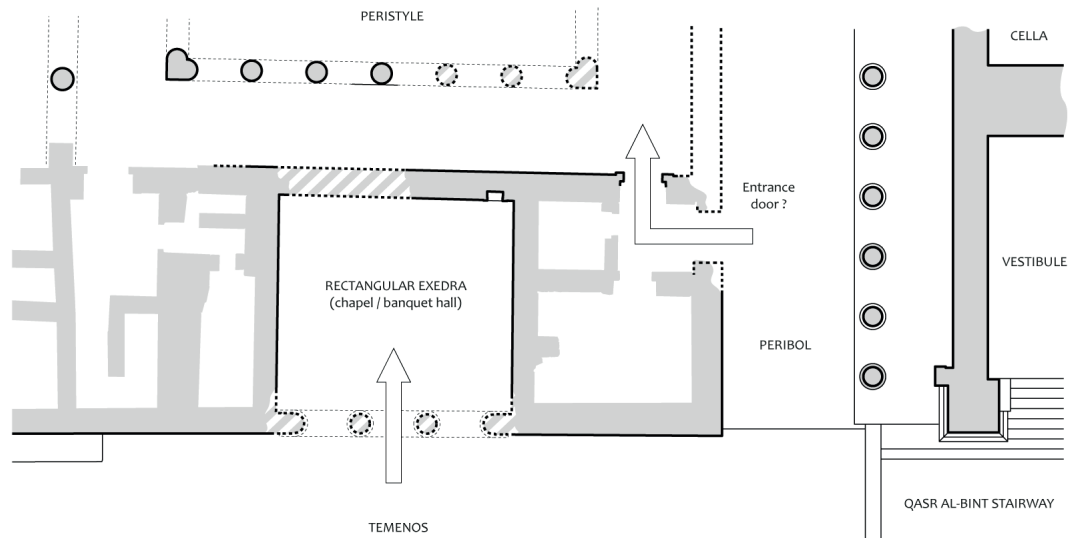 PERISTYLE
CELLA
Entrance
door ?
VESTIBULE
RECTANGULAR EXEDRA
(chapel / banquet hall)
PERIBOL
QASR AL-BINT STAIRWAY
TEMENOS